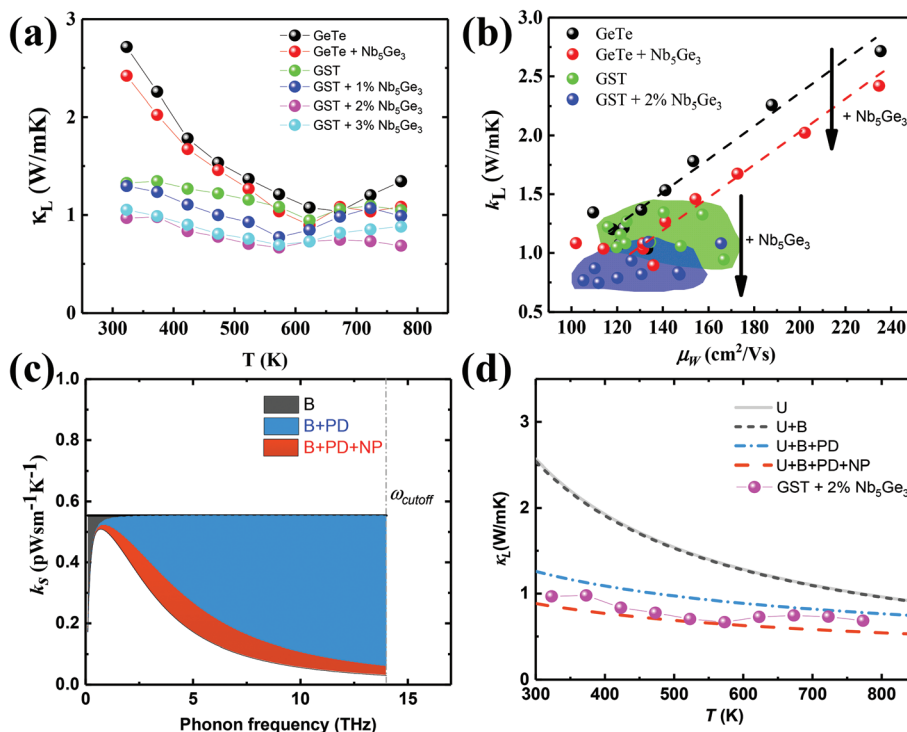 (a)
κL (W/mK)
3
2
1
0
300 400 500 600 700 800
T (K)
GeTe
GeTe + Nb5Ge3
GST
GST + 1% Nb5Ge3
GST + 2% Nb5Ge3
GST + 3% Nb5Ge3
(b)
kL (W/mK)
3.0
2.5
2.0
1.5
1.0
0.5
100 120 140 160 180 200 220 240
μW (cm²/Vs)
GeTe
GeTe + Nb5Ge3
GST
GST + 2% Nb5Ge3
+ Nb5Ge3
+ Nb5Ge3
(c)
kS (pWsm⁻¹K⁻¹)
1.0
0.8
0.6
0.4
0.2
0.0
0 5 10 15
Phonon frequency (THz)
B
B+PD
B+PD+NP
ωcutoff
(d)
κL(W/mK)
3
2
1
0
300 400 500 600 700 800
T (K)
U
U+B
U+B+PD
U+B+PD+NP
GST + 2% Nb5Ge3